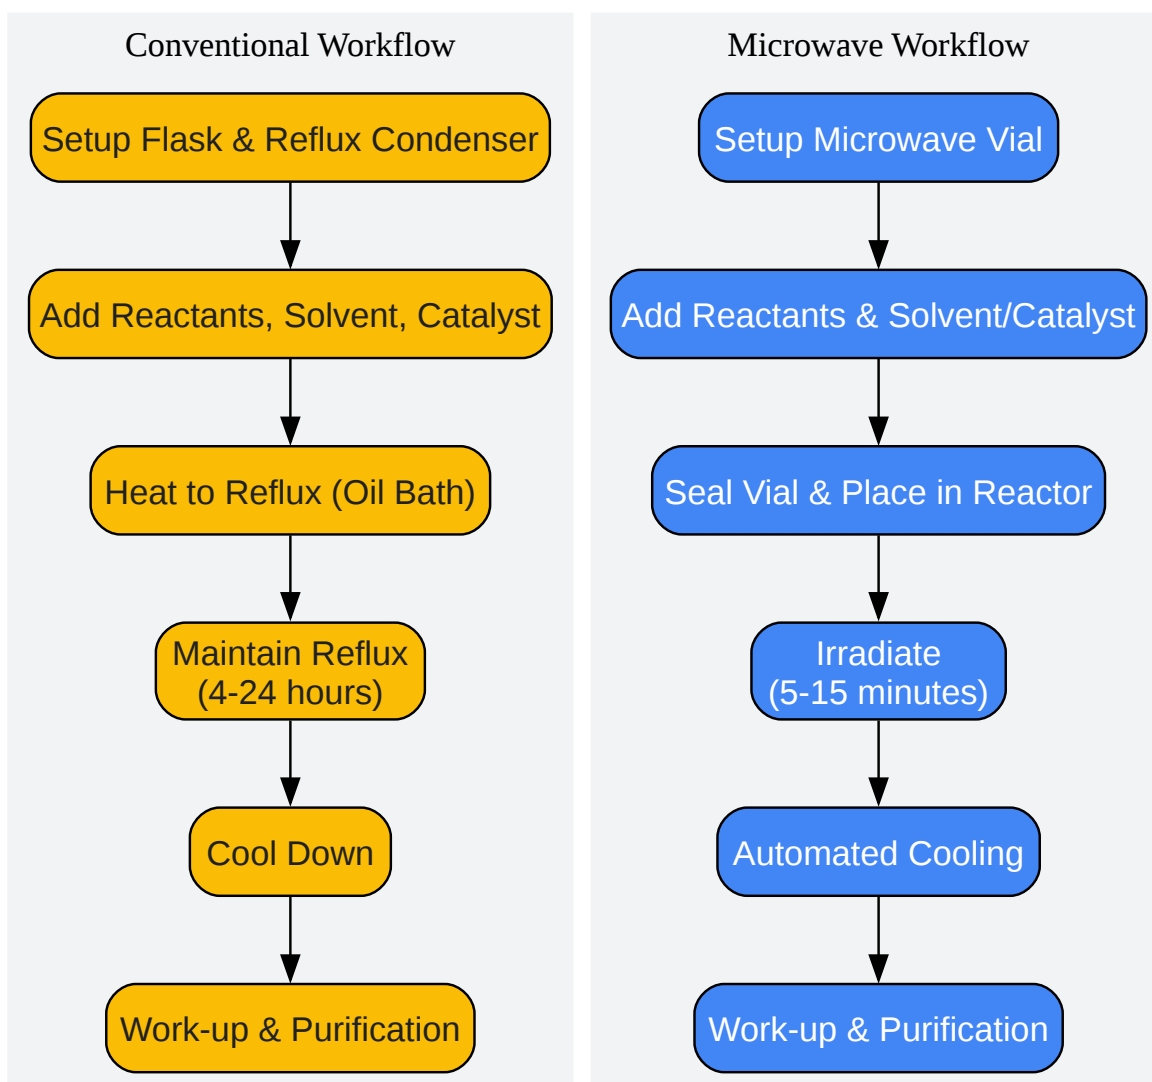 Conventional Workflow
Setup Flask & Reflux Condenser
Add Reactants, Solvent, Catalyst
Heat to Reflux (Oil Bath)
Maintain Reflux
(4-24 hours)
Cool Down
Work-up & Purification
Microwave Workflow
Setup Microwave Vial
Add Reactants & Solvent/Catalyst
Seal Vial & Place in Reactor
Irradiate
(5-15 minutes)
Automated Cooling
Work-up & Purification